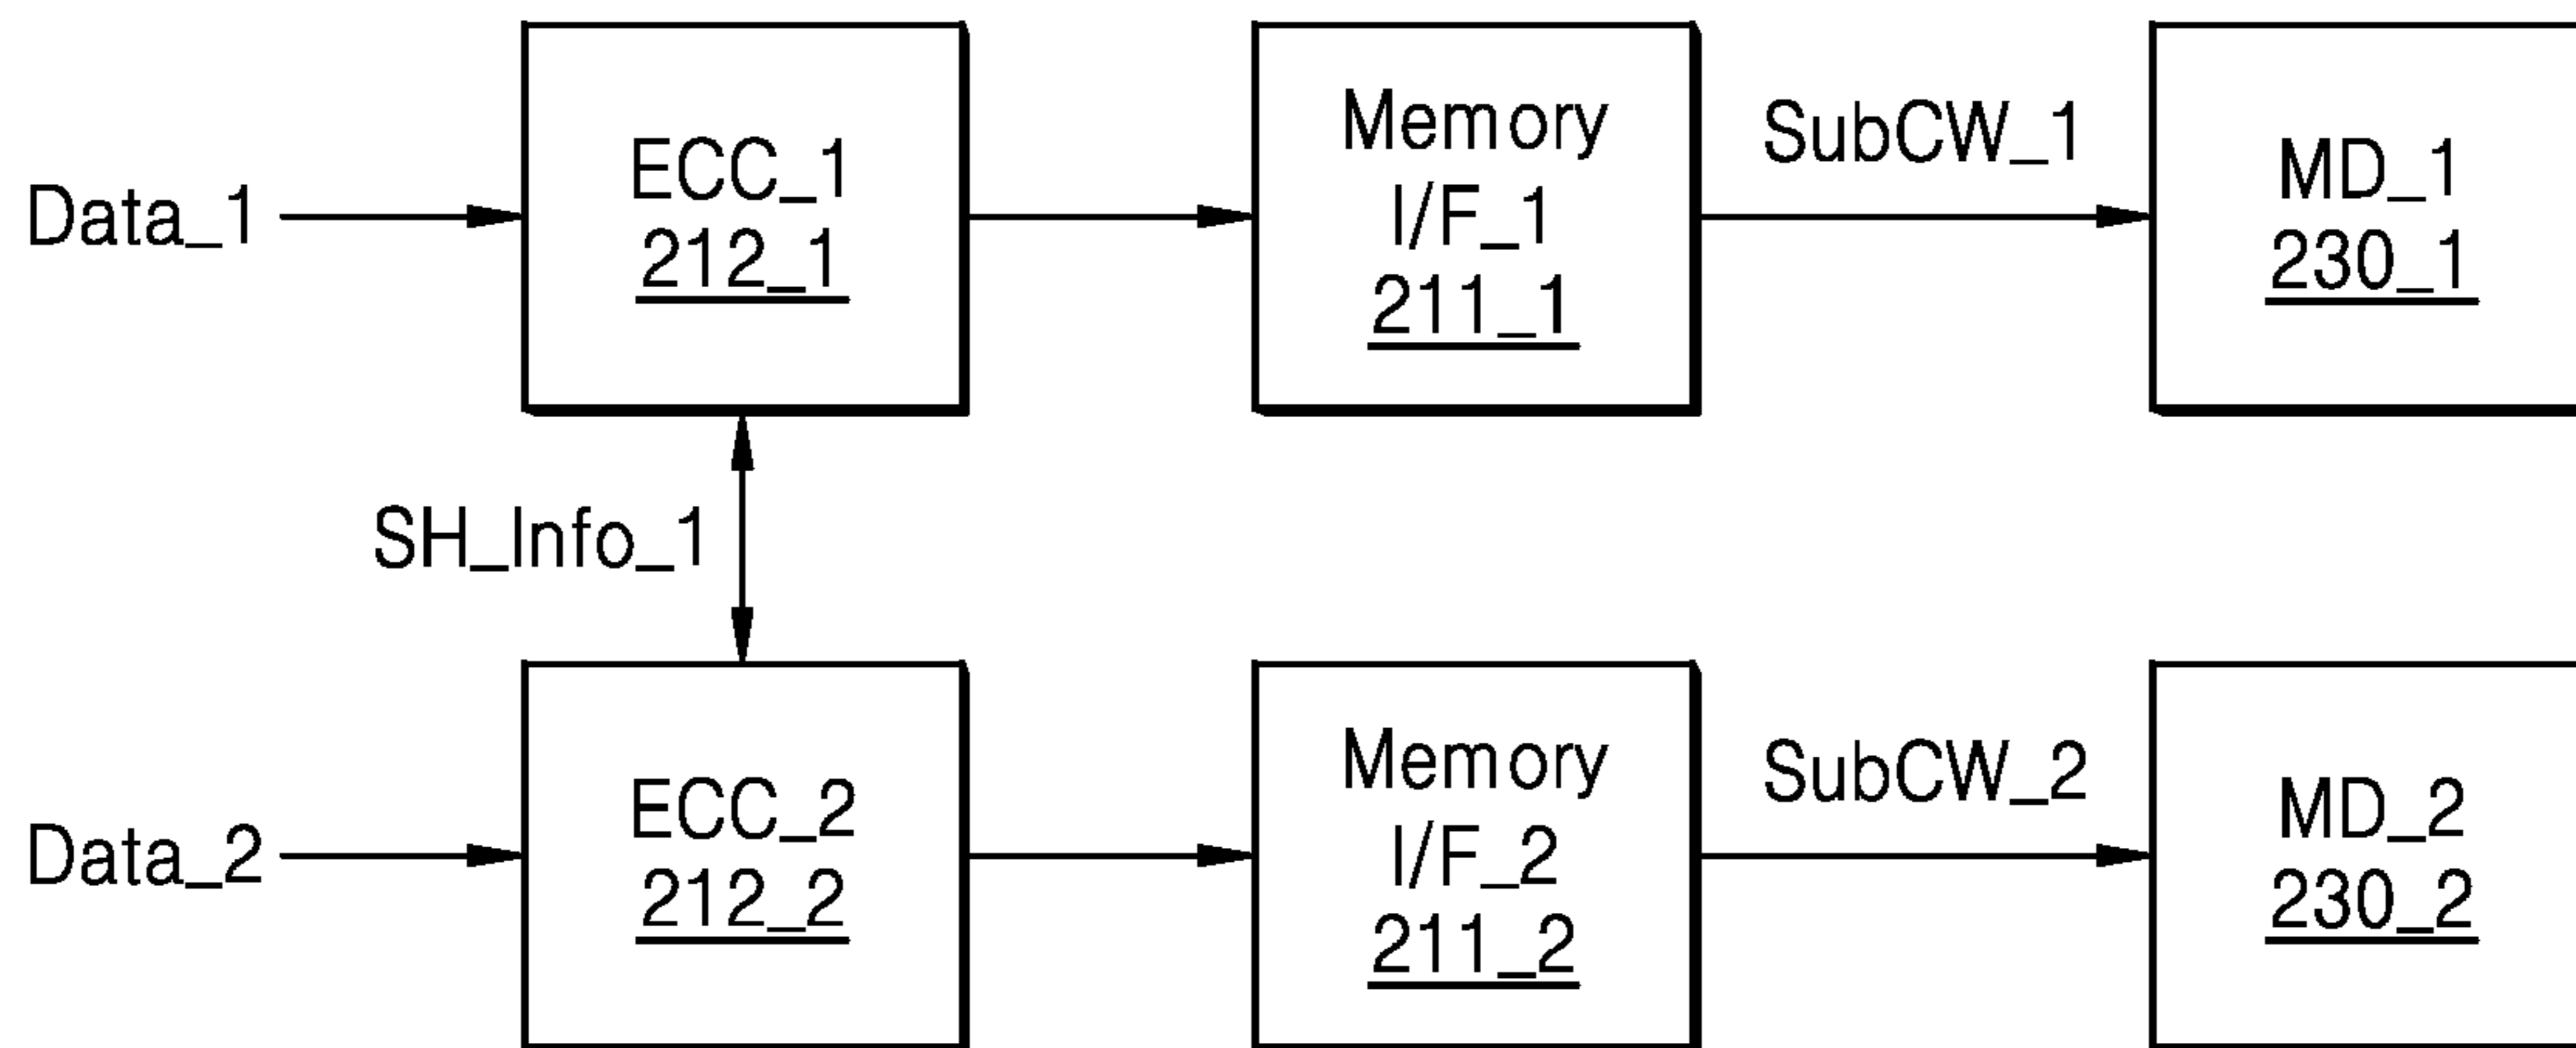 Data_1
ECC_1
212_1
Memory
I/F_1
211_1
SubCW_1
MD_1
230_1
SH_Info_1
Data_2
ECC_2
212_2
Memory
I/F_2
211_2
SubCW_2
MD_2
230_2